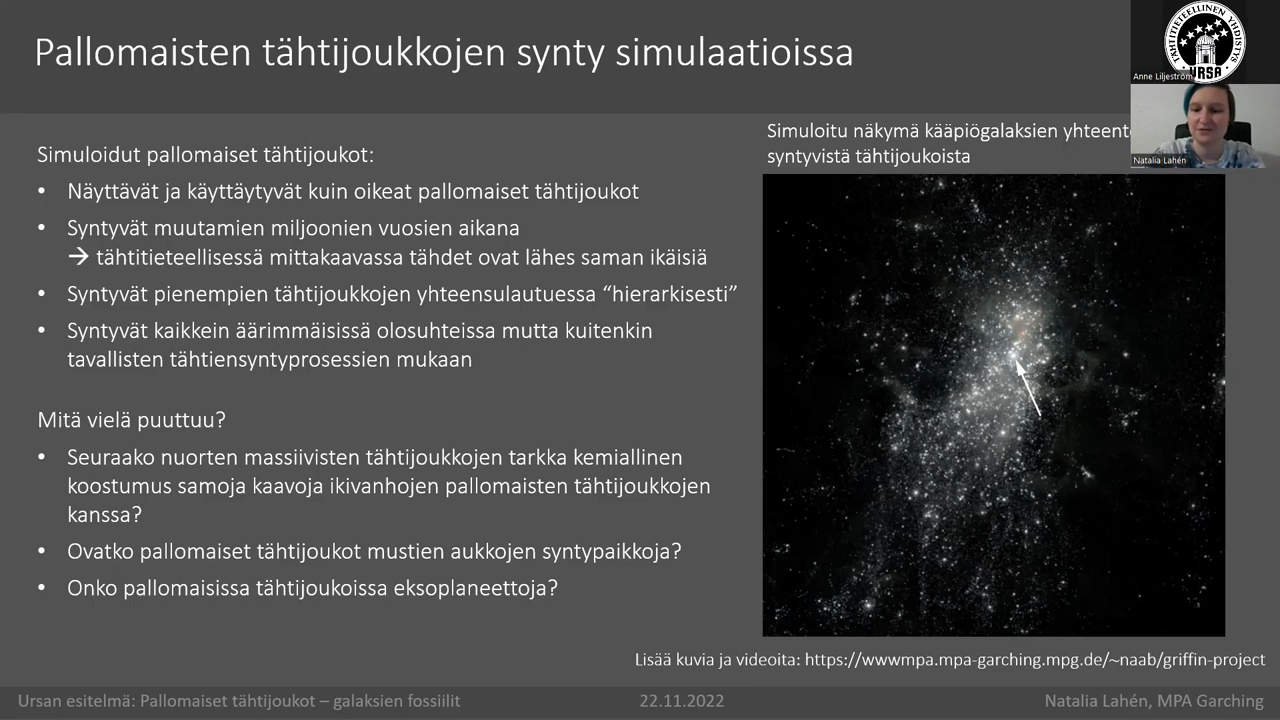 Pallomaisten tähtijoukkojen synty simulaatioissa
TÄHTITIETEELLINEN YHDISTYS
URSA
Anne Liljeström
Natalia Lahén
Simuloidut pallomaiset tähtijoukot:
• Näyttävät ja käyttäytyvät kuin oikeat pallomaiset tähtijoukot
• Syntyvät muutamien miljoonien vuosien aikana
→ tähtitieteellisessä mittakaavassa tähdet ovat lähes saman ikäisiä
• Syntyvät pienempien tähtijoukkojen yhteensulautuessa “hierarkisesti”
• Syntyvät kaikkein äärimmäisissä olosuhteissa mutta kuitenkin
tavallisten tähtiensyntyprosessien mukaan
Mitä vielä puuttuu?
• Seuraako nuorten massiivisten tähtijoukkojen tarkka kemiallinen
koostumus samoja kaavoja ikivanhojen pallomaisten tähtijoukkojen
kanssa?
• Ovatko pallomaiset tähtijoukot mustien aukkojen syntypaikkoja?
• Onko pallomaisissa tähtijoukoissa eksoplaneettoja?
Simuloitu näkymä kääpiögalaksien
syntyvistä tähtijoukoista
Lisää kuvia ja videoita: https://wwwmpa.mpa-garching.mpg.de/~naab/griffin-project
Ursan esitelmä: Pallomaiset tähtijoukot – galaksien fossiilit
22.11.2022
Natalia Lahén, MPA Garching